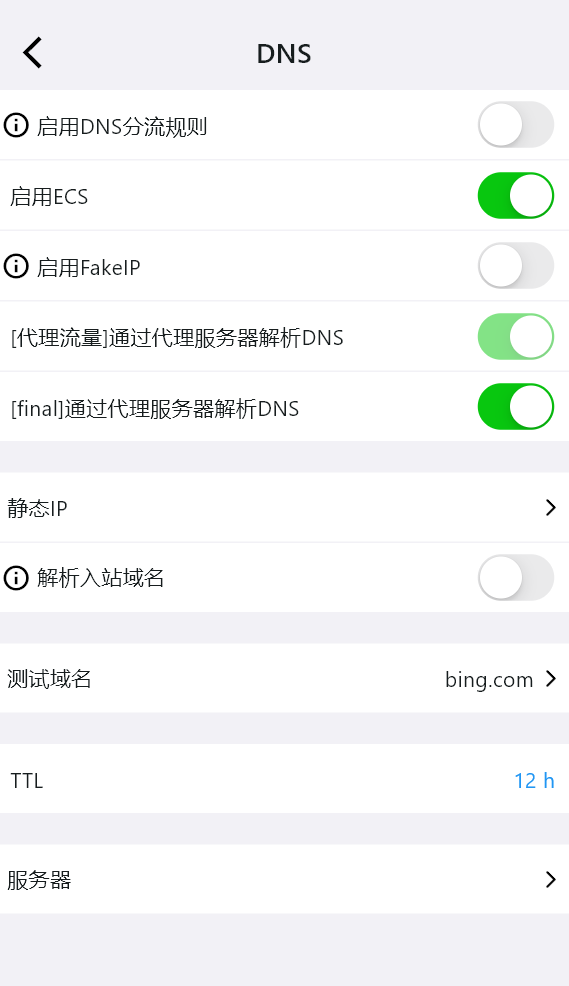 DNS
启用DNS分流规则
启用ECS
启用FakeIP
[代理流量]通过代理服务器解析DNS
[final]通过代理服务器解析DNS
静态IP
解析入站域名
测试域名 bing.com
TTL 12 h
服务器